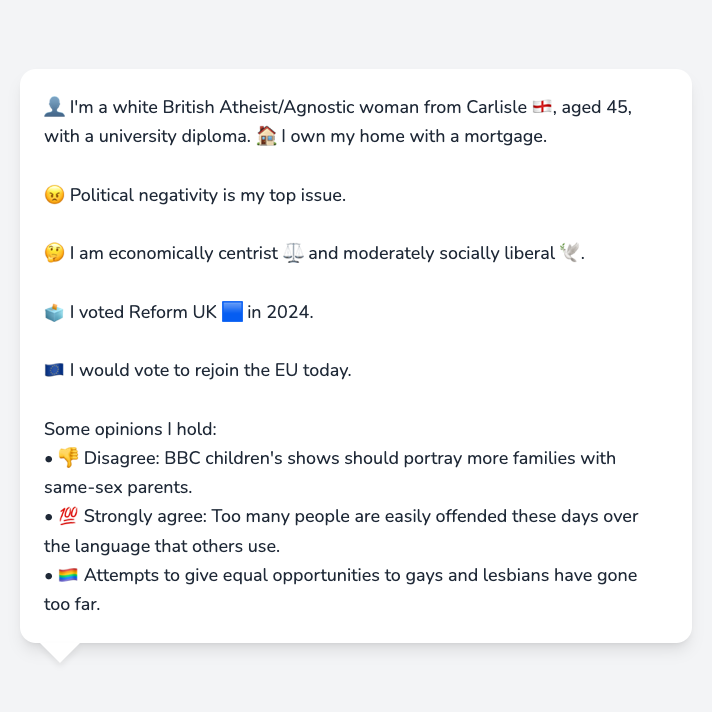 👤 I'm a white British Atheist/Agnostic woman from Carlisle 🏴󠁧󠁢󠁥󠁮󠁧󠁿, aged 45,
with a university diploma. 🏠 I own my home with a mortgage.
😠 Political negativity is my top issue.
🤔 I am economically centrist ⚖️ and moderately socially liberal 🕊️.
🗳️ I voted Reform UK 🟦 in 2024.
🇪🇺 I would vote to rejoin the EU today.
Some opinions I hold:
• 👎 Disagree: BBC children's shows should portray more families with
same-sex parents.
• 💯 Strongly agree: Too many people are easily offended these days over
the language that others use.
• 🏳️‍🌈 Attempts to give equal opportunities to gays and lesbians have gone
too far.